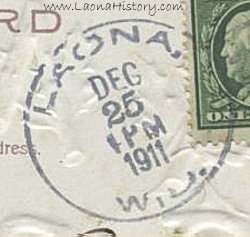 www.LaonaHistory.com
RD
LAONA,
DEC
25
1 PM
1911
WIS.
dress.
ONE